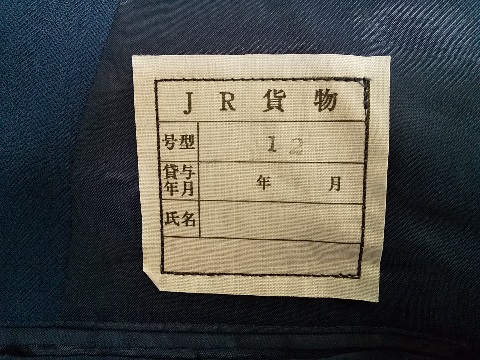 JR貨物
号型 12
貸与年月 年 月
氏名